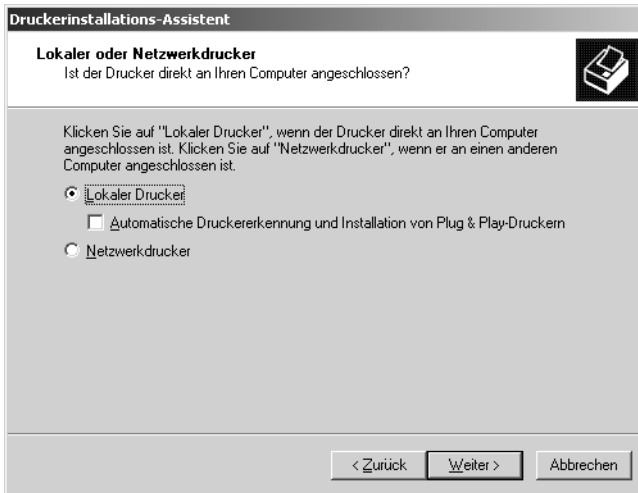 Druckerinstallations-Assistent
Lokaler oder Netzwerkdrucker
Ist der Drucker direkt an Ihren Computer angeschlossen?
Klicken Sie auf "Lokaler Drucker", wenn der Drucker direkt an Ihren Computer
angeschlossen ist. Klicken Sie auf "Netzwerkdrucker", wenn er an einen anderen
Computer angeschlossen ist.
Lokaler Drucker
Automatische Druckererkennung und Installation von Plug & Play-Druckern
Netzwerkdrucker
< Zurück Weiter > Abbrechen